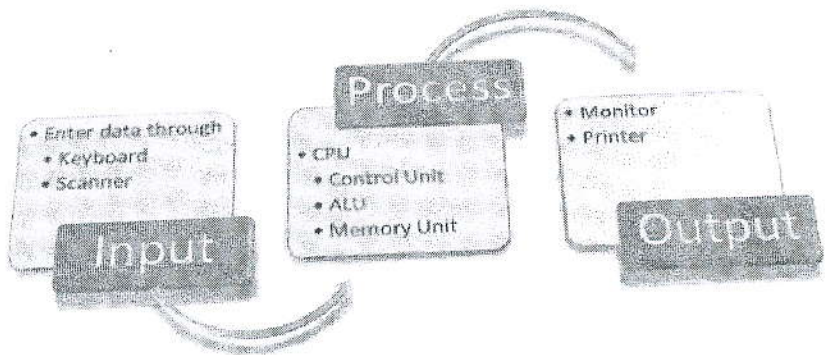 • Enter data through
• Keyboard
• Scanner
Input
Process
• CPU
• Control Unit
• ALU
• Memory Unit
• Monitor
• Printer
Output